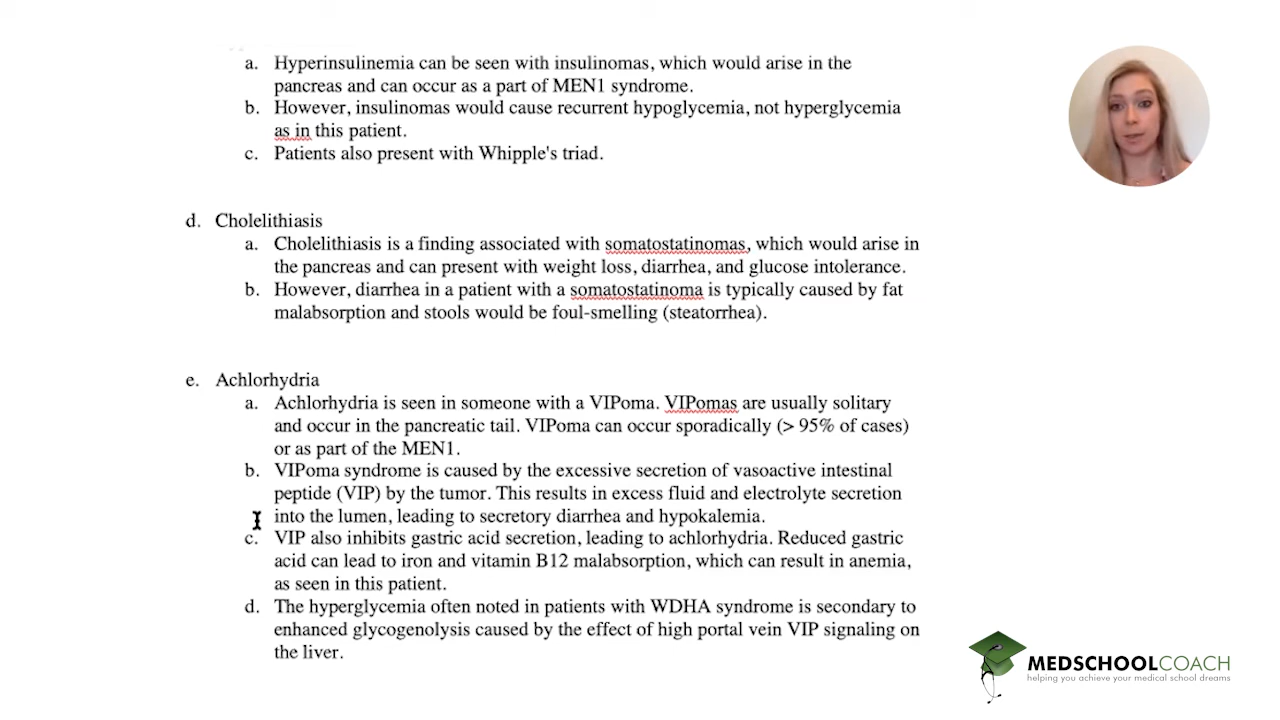 a. Hyperinsulinemia can be seen with insulinomas, which would arise in the
pancreas and can occur as a part of MEN1 syndrome.
b. However, insulinomas would cause recurrent hypoglycemia, not hyperglycemia
as in this patient.
c. Patients also present with Whipple's triad.
d. Cholelithiasis
a. Cholelithiasis is a finding associated with somatostatinomas, which would arise in
the pancreas and can present with weight loss, diarrhea, and glucose intolerance.
b. However, diarrhea in a patient with a somatostatinoma is typically caused by fat
malabsorption and stools would be foul-smelling (steatorrhea).
e. Achlorhydria
a. Achlorhydria is seen in someone with a VIPoma. VIPomas are usually solitary
and occur in the pancreatic tail. VIPoma can occur sporadically (> 95% of cases)
or as part of the MEN1.
b. VIPoma syndrome is caused by the excessive secretion of vasoactive intestinal
peptide (VIP) by the tumor. This results in excess fluid and electrolyte secretion
into the lumen, leading to secretory diarrhea and hypokalemia.
c. VIP also inhibits gastric acid secretion, leading to achlorhydria. Reduced gastric
acid can lead to iron and vitamin B12 malabsorption, which can result in anemia,
as seen in this patient.
d. The hyperglycemia often noted in patients with WDHA syndrome is secondary to
enhanced glycogenolysis caused by the effect of high portal vein VIP signaling on
the liver.
MEDSCHOOLCOACH
helping you achieve your medical school dreams